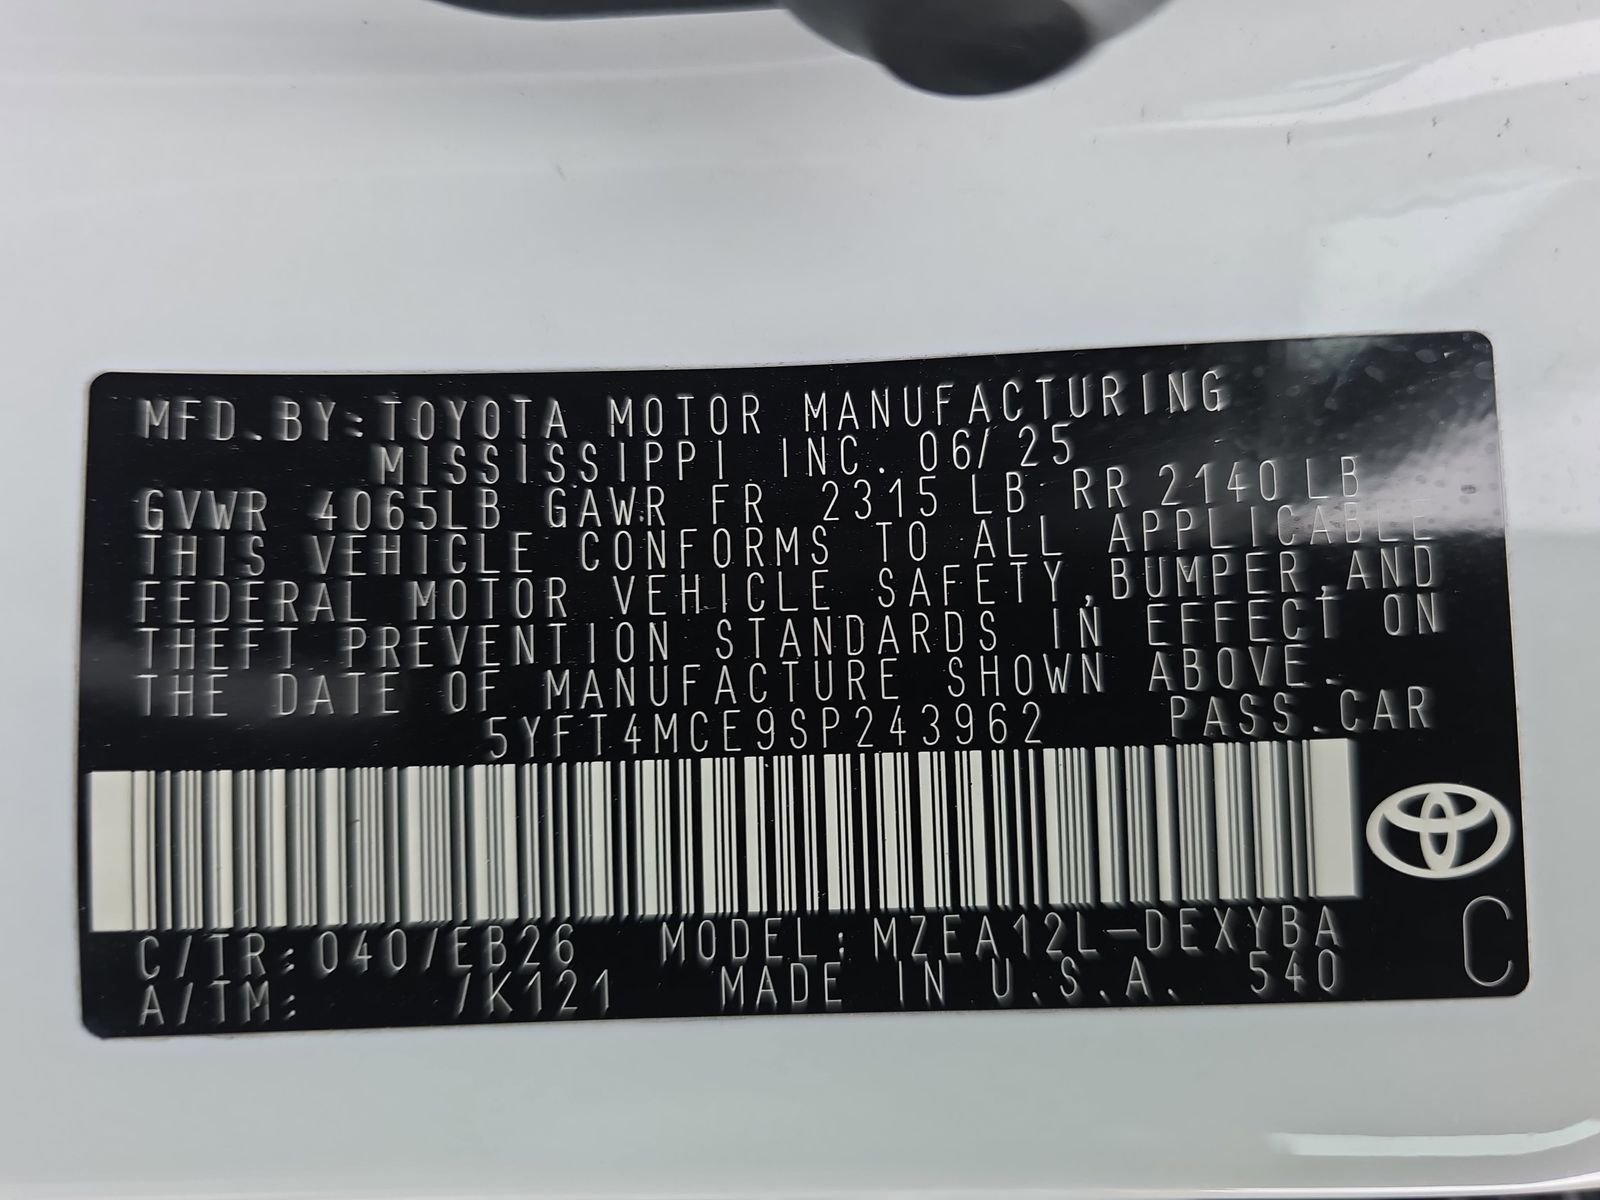 MFD.BY:TOYOTA MOTOR MANUFACTURING
MISSISSIPPI INC. 06/25
GVWR 4065LB GAWR FR 2315LB RR 2140LB
THIS VEHICLE CONFORMS TO ALL APPLICABLE
FEDERAL MOTOR VEHICLE SAFETY,BUMPER,AND
THEFT PREVENTION STANDARDS IN EFFECT ON
THE DATE OF MANUFACTURE SHOWN ABOVE.
5YFT4MCE9SP243962 PASS.CAR
C/TR:040/EB26 MODEL:MZEA12L-DEXYBA
A/TM: /K121 MADE IN U.S.A. 540
C